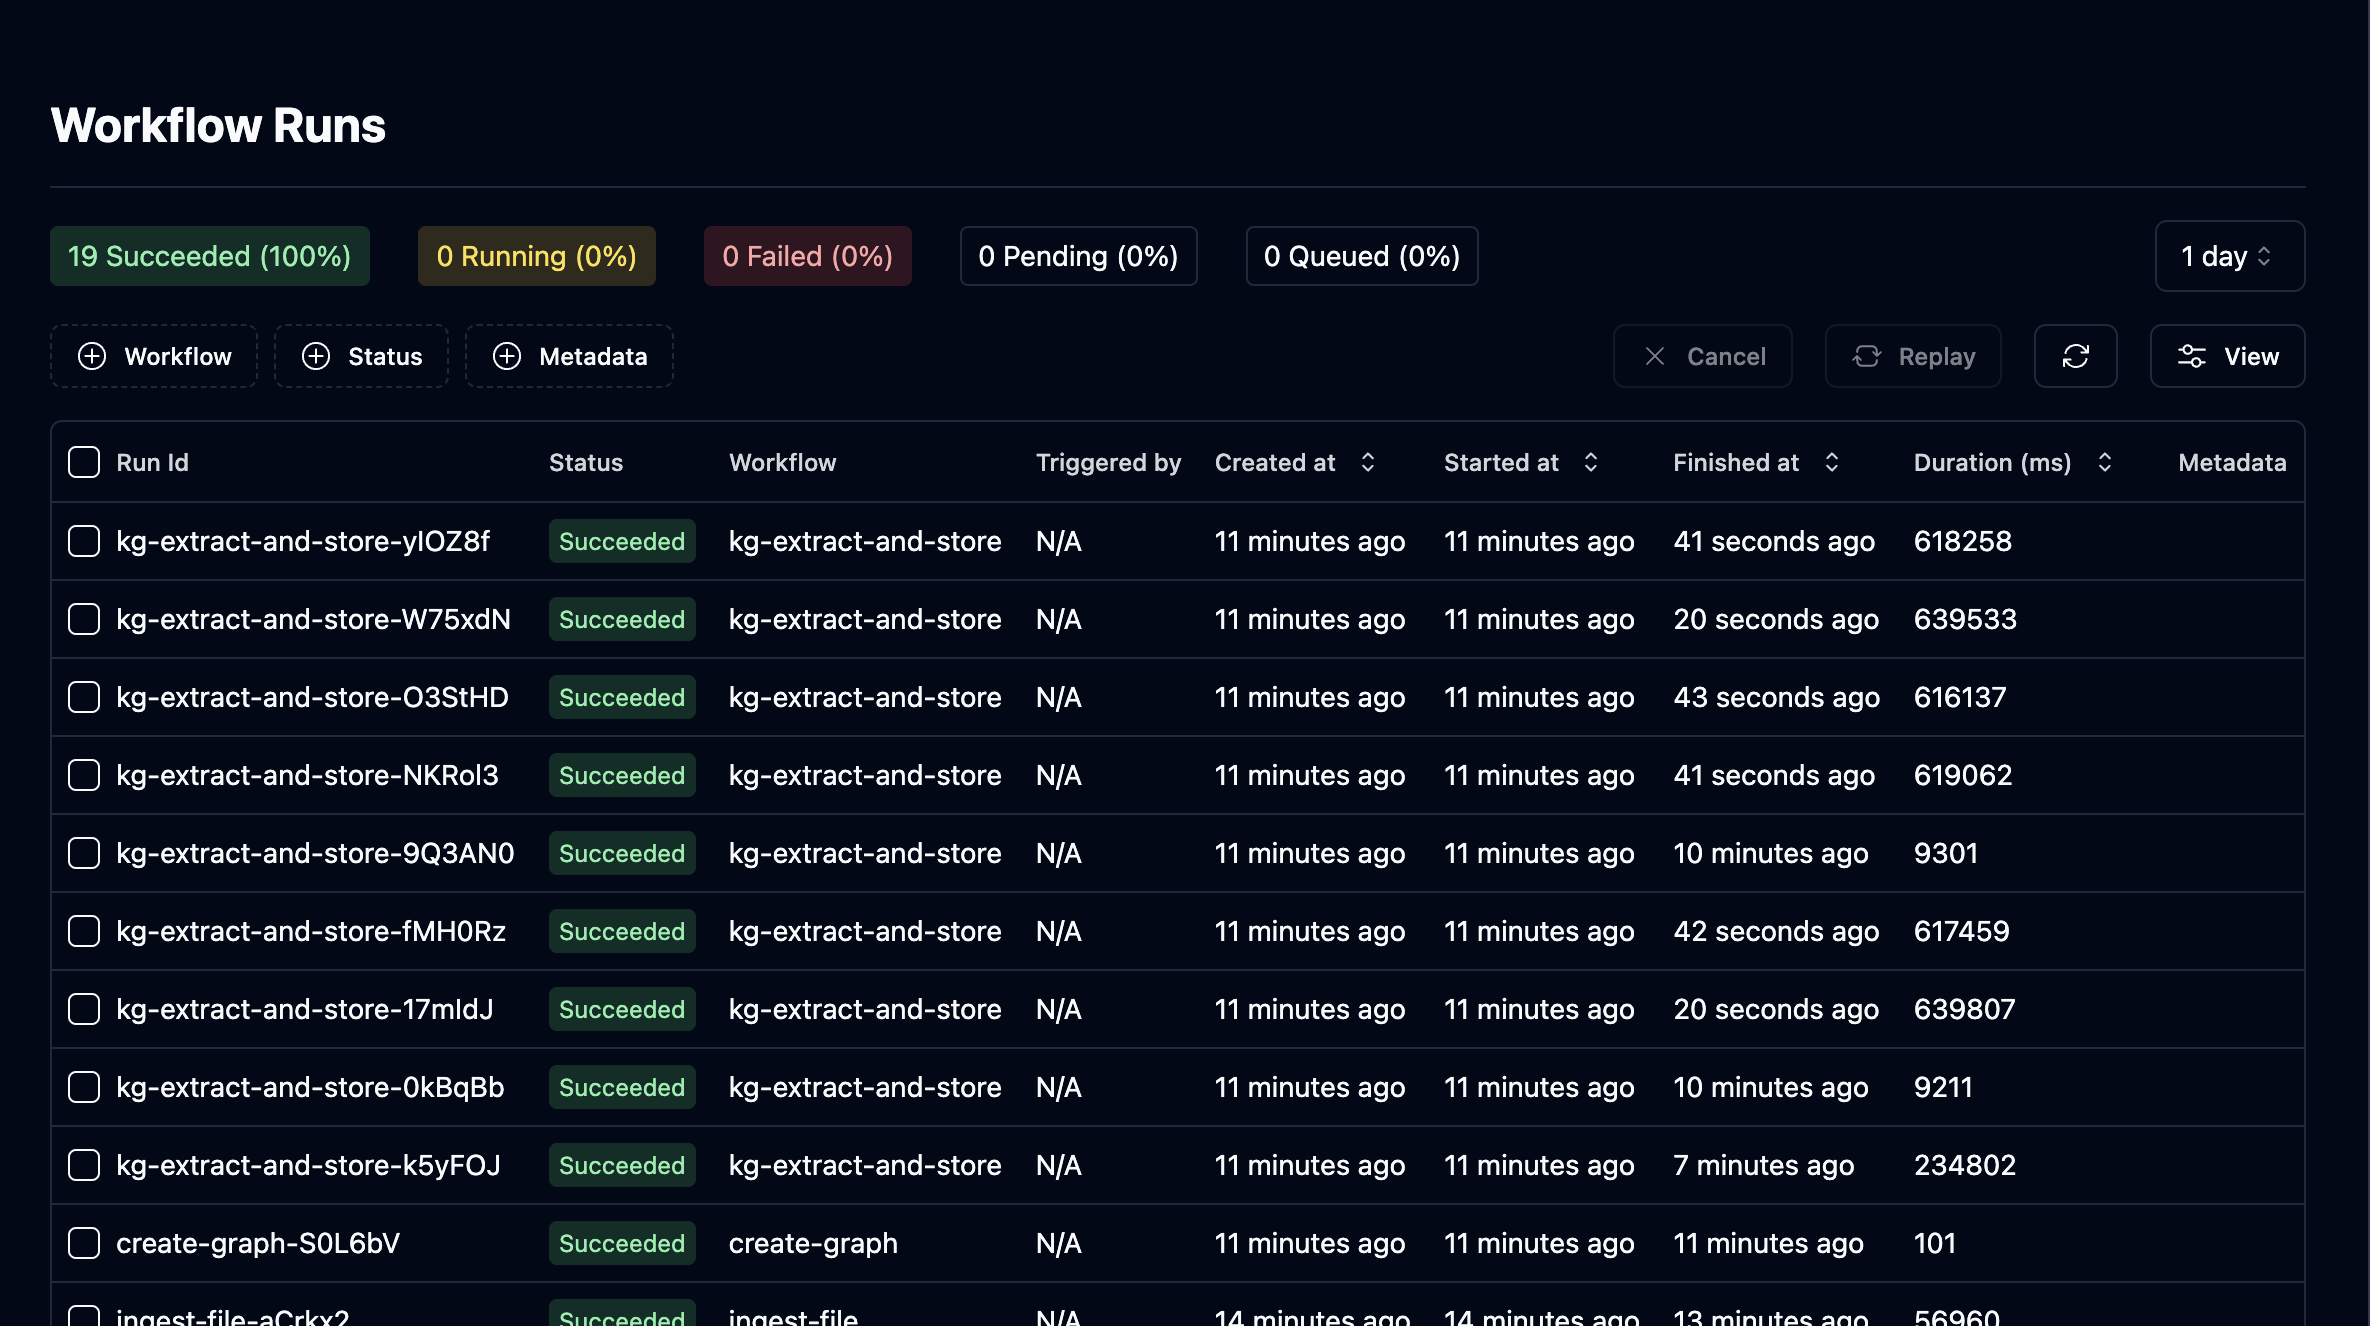 Workflow Runs
19 Succeeded (100%) 0 Running (0%) 0 Failed (0%) 0 Pending (0%) 0 Queued (0%) 1 day
Workflow Status Metadata Cancel Replay View
Run Id Status Workflow Triggered by Created at Started at Finished at Duration (ms) Metadata
kg-extract-and-store-yIOZ8f Succeeded kg-extract-and-store N/A 11 minutes ago 11 minutes ago 41 seconds ago 618258
kg-extract-and-store-W75xdN Succeeded kg-extract-and-store N/A 11 minutes ago 11 minutes ago 20 seconds ago 639533
kg-extract-and-store-O3StHD Succeeded kg-extract-and-store N/A 11 minutes ago 11 minutes ago 43 seconds ago 616137
kg-extract-and-store-NKRol3 Succeeded kg-extract-and-store N/A 11 minutes ago 11 minutes ago 41 seconds ago 619062
kg-extract-and-store-9Q3AN0 Succeeded kg-extract-and-store N/A 11 minutes ago 11 minutes ago 10 minutes ago 9301
kg-extract-and-store-fMH0Rz Succeeded kg-extract-and-store N/A 11 minutes ago 11 minutes ago 42 seconds ago 617459
kg-extract-and-store-17mIdJ Succeeded kg-extract-and-store N/A 11 minutes ago 11 minutes ago 20 seconds ago 639807
kg-extract-and-store-0kBqBb Succeeded kg-extract-and-store N/A 11 minutes ago 11 minutes ago 10 minutes ago 9211
kg-extract-and-store-k5yFOJ Succeeded kg-extract-and-store N/A 11 minutes ago 11 minutes ago 7 minutes ago 234802
create-graph-S0L6bV Succeeded create-graph N/A 11 minutes ago 11 minutes ago 11 minutes ago 101
ingest-file-aCrkx2 Succeeded ingest-file N/A 14 minutes ago 14 minutes ago 13 minutes ago 56960